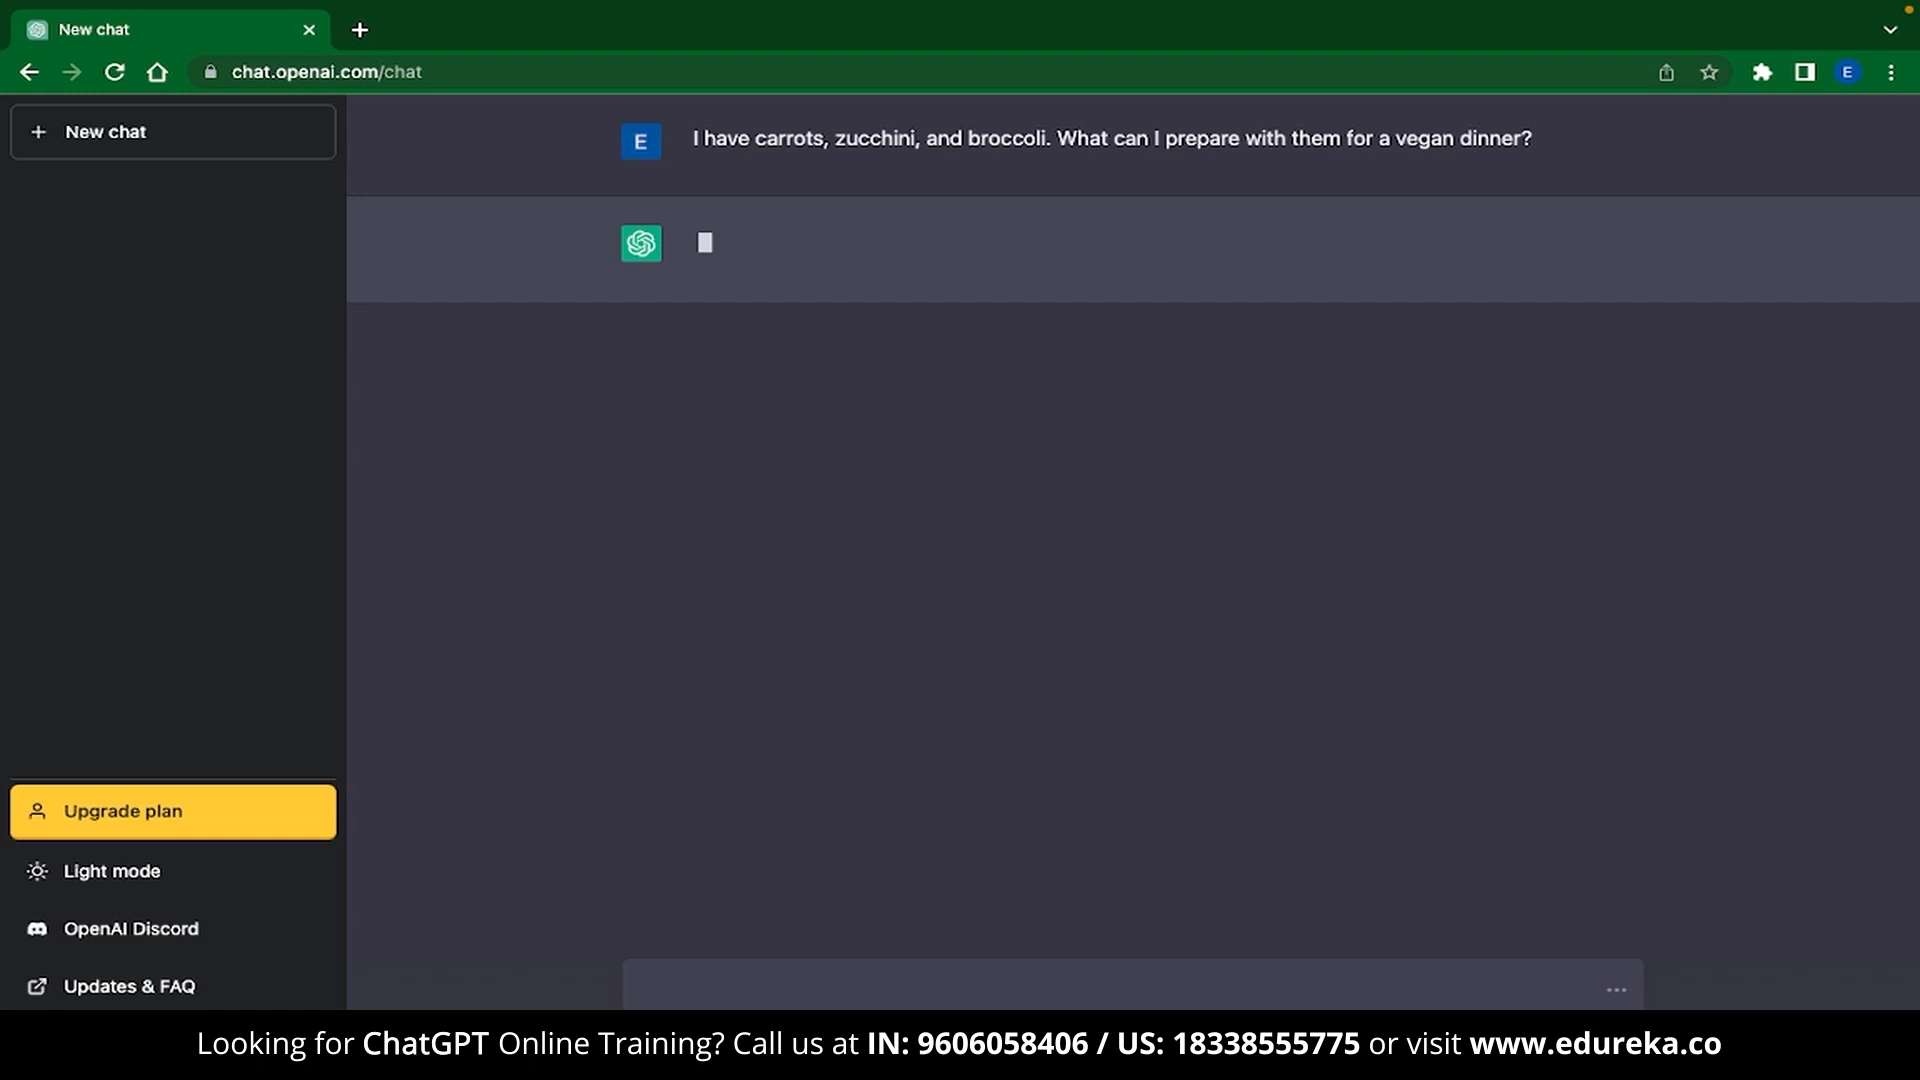 New chat
chat.openai.com/chat
E
New chat
E
I have carrots, zucchini, and broccoli. What can I prepare with them for a vegan dinner?
Upgrade plan
Light mode
OpenAI Discord
Updates & FAQ
Looking for ChatGPT Online Training? Call us at IN: 9606058406 / US: 18338555775 or visit www.edureka.co